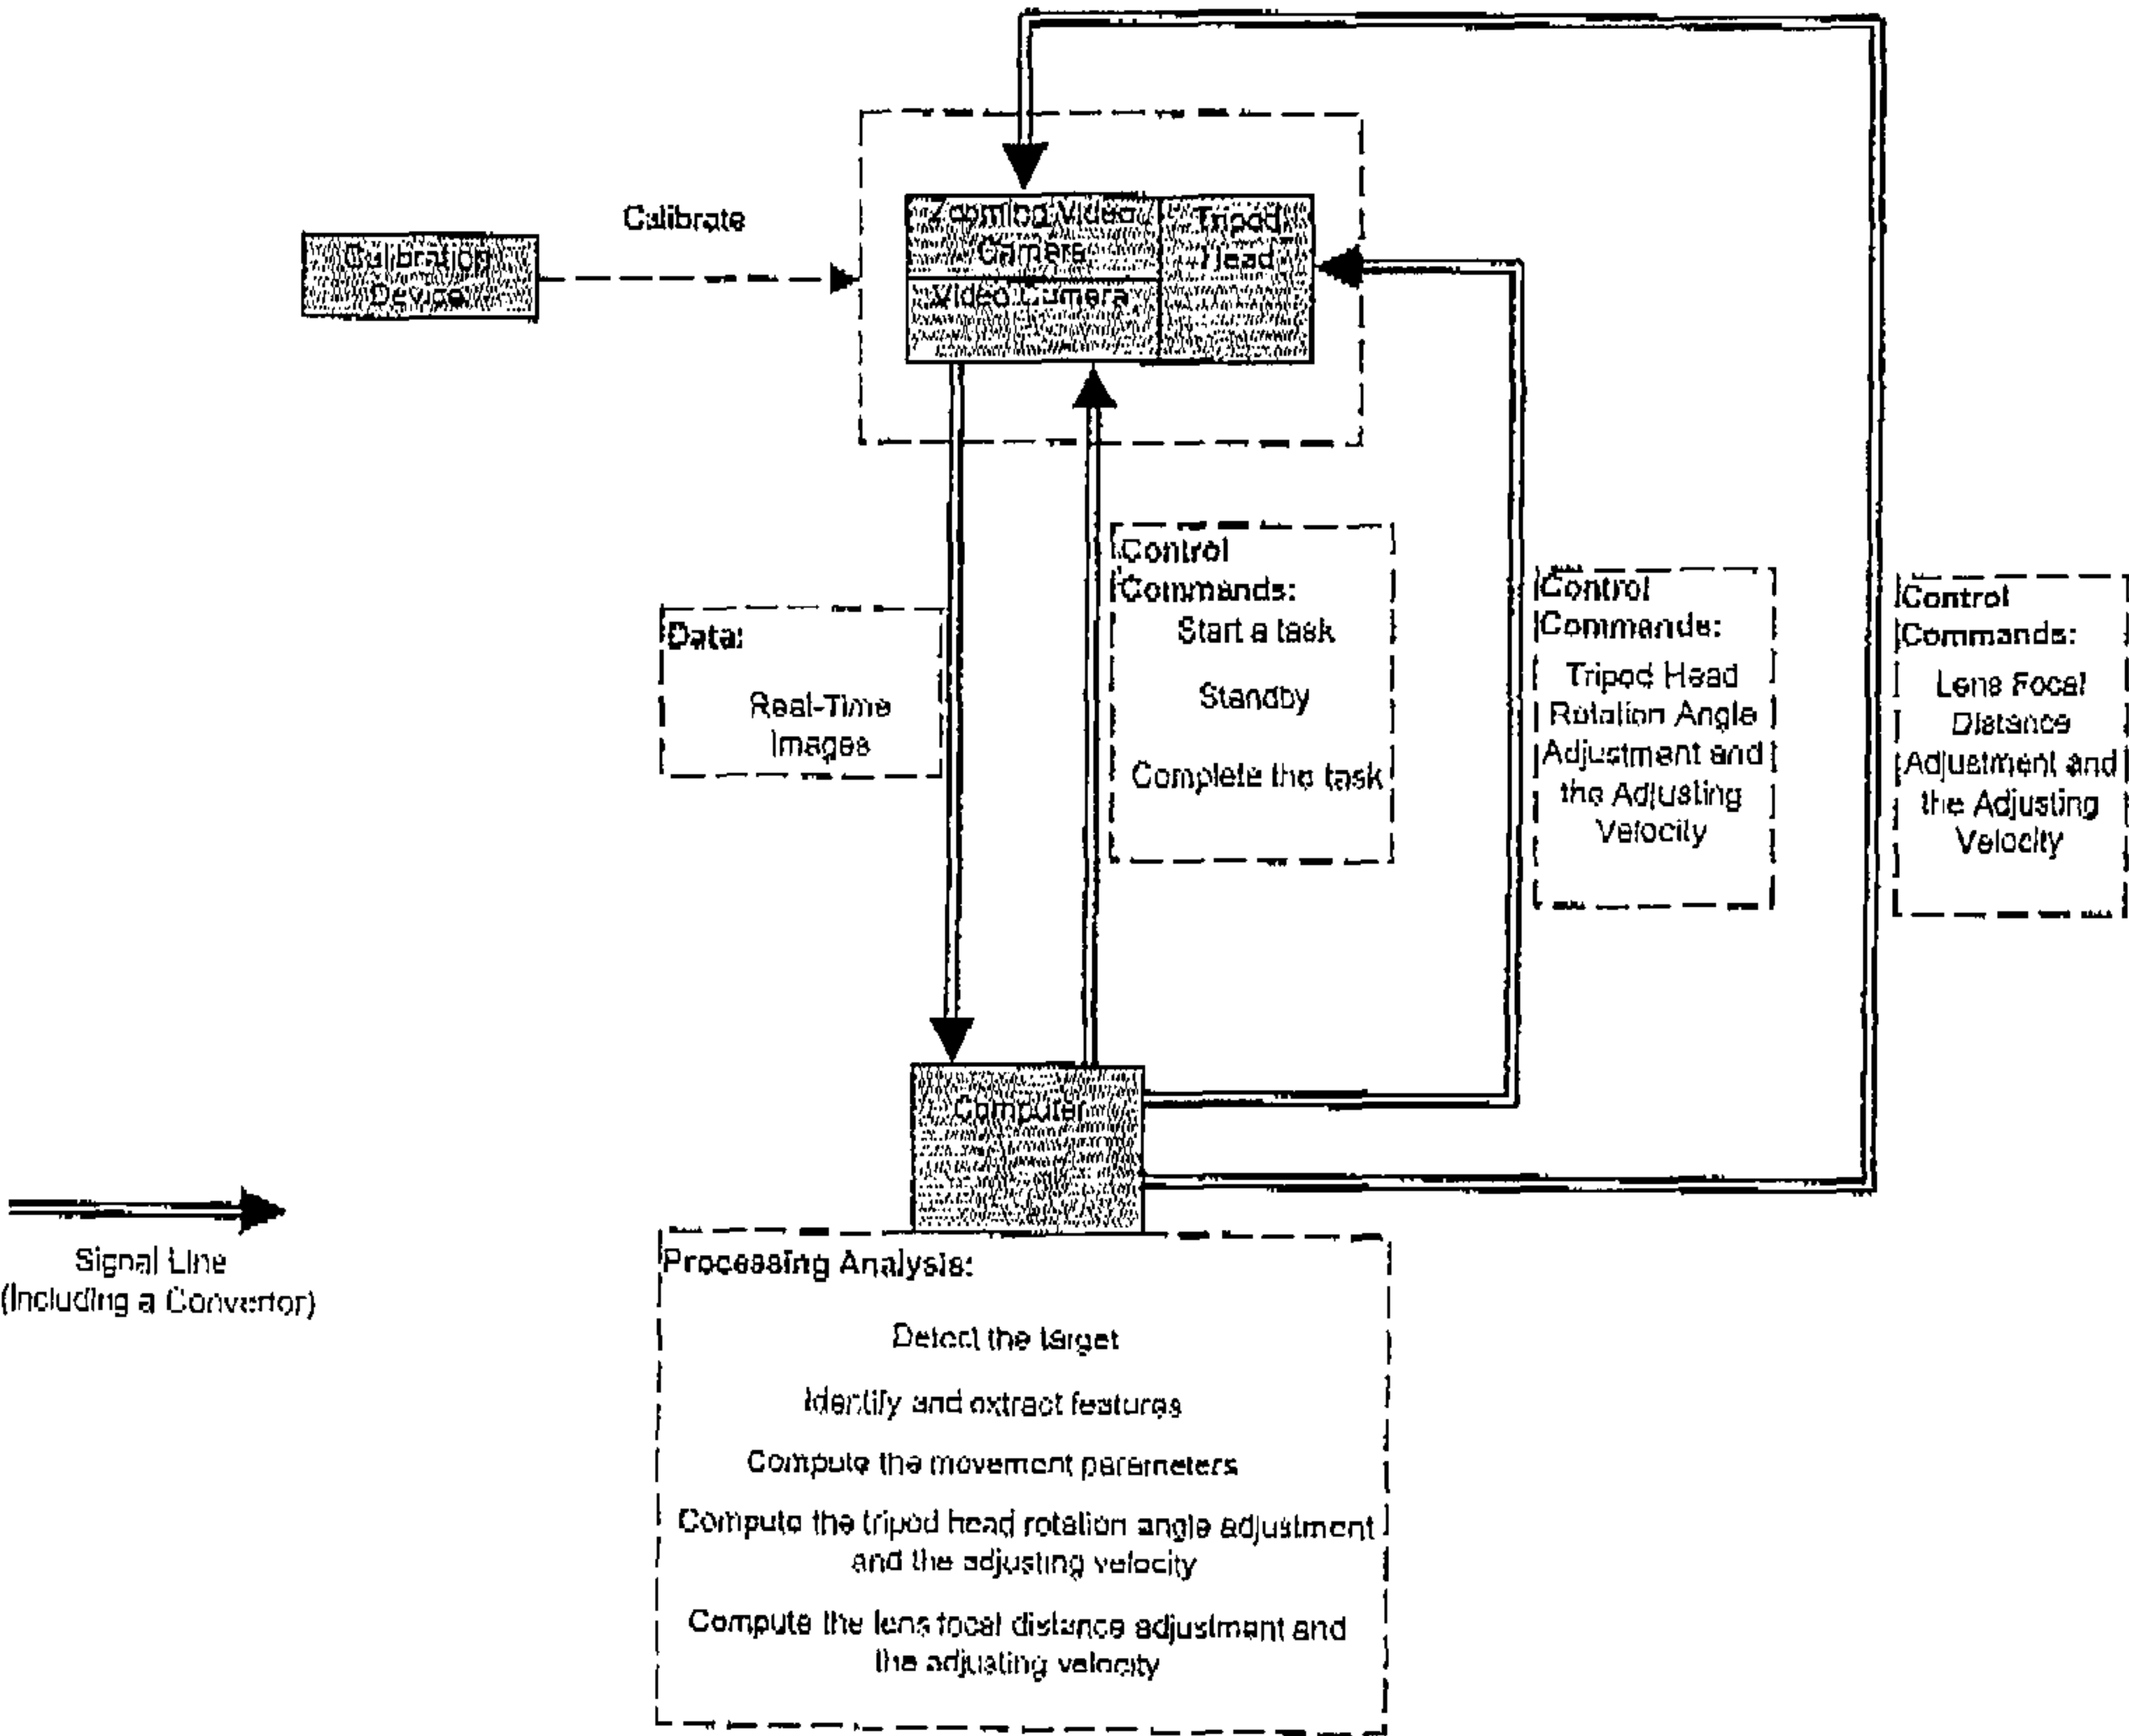 Calibrate
Calibration
Device
Zooming Video
Camera
Tripod
Head
Video Camera
Control
Commands:
Start a task
Standby
Complete the task
Control
Commands:
Tripod Head
Rotation Angle
Adjustment and
the Adjusting
Velocity
Control
Commands:
Lens Focal
Distance
Adjustment and
the Adjusting
Velocity
Data:
Real-Time
Images
Computer
Signal Line
(Including a Convertor)
Processing Analysis:
Detect the target
Identify and extract features
Compute the movement parameters
Compute the tripod head rotation angle adjustment
and the adjusting velocity
Compute the lens focal distance adjustment and
the adjusting velocity